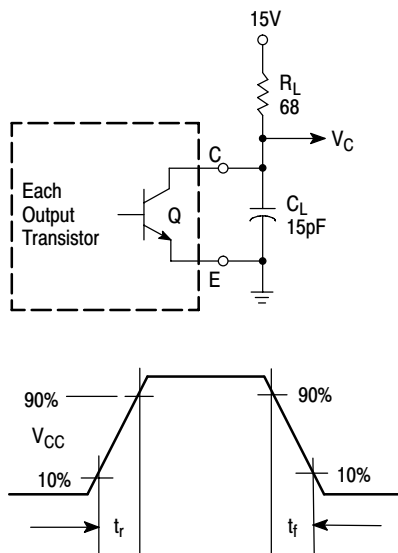 15V
R_L
68
V_C
C
Each
Output
Transistor
Q
C_L
15pF
E
90%
90%
V_CC
10%
10%
t_r
t_f